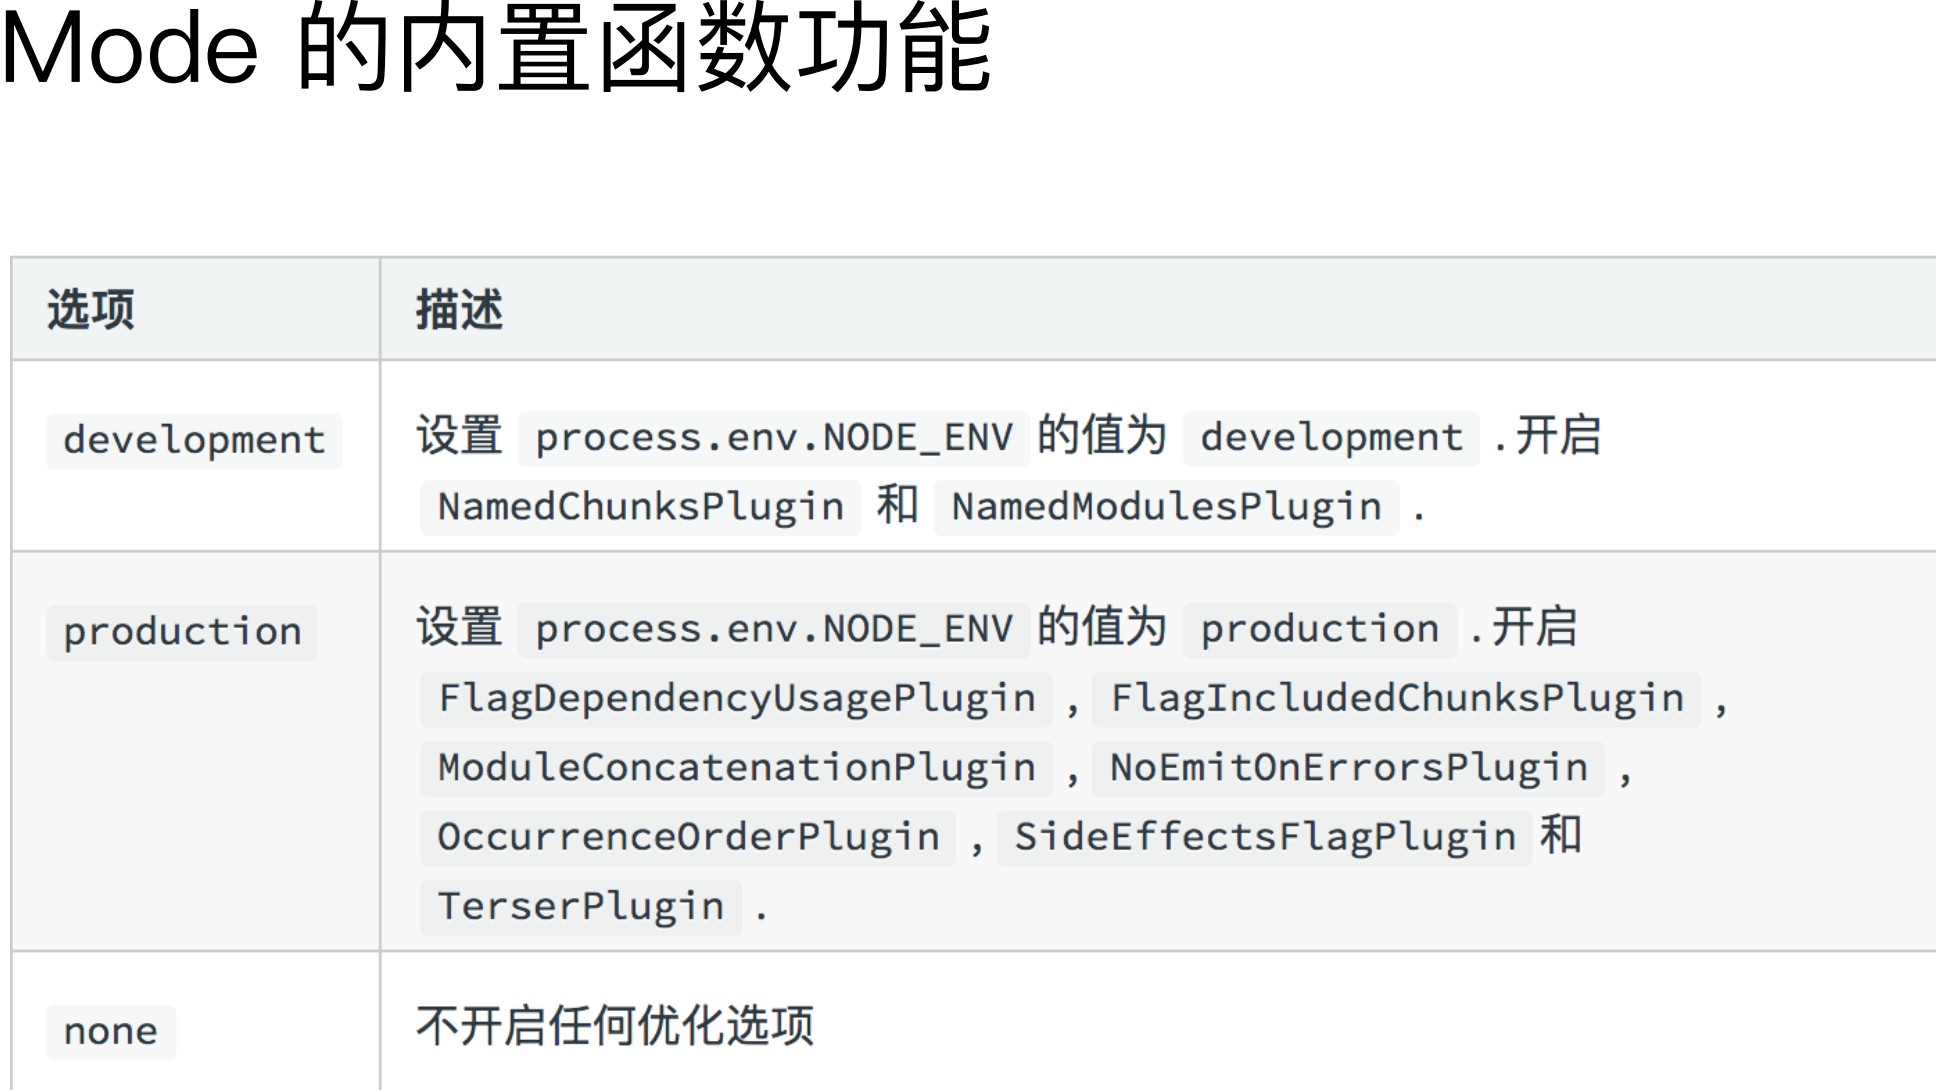 Mode 的内置函数功能
选项 描述
development 设置 process.env.NODE_ENV 的值为 development .开启
NamedChunksPlugin 和 NamedModulesPlugin .
production 设置 process.env.NODE_ENV 的值为 production .开启
FlagDependencyUsagePlugin , FlagIncludedChunksPlugin ,
ModuleConcatenationPlugin , NoEmitOnErrorsPlugin ,
OccurrenceOrderPlugin , SideEffectsFlagPlugin 和
TerserPlugin .
none 不开启任何优化选项